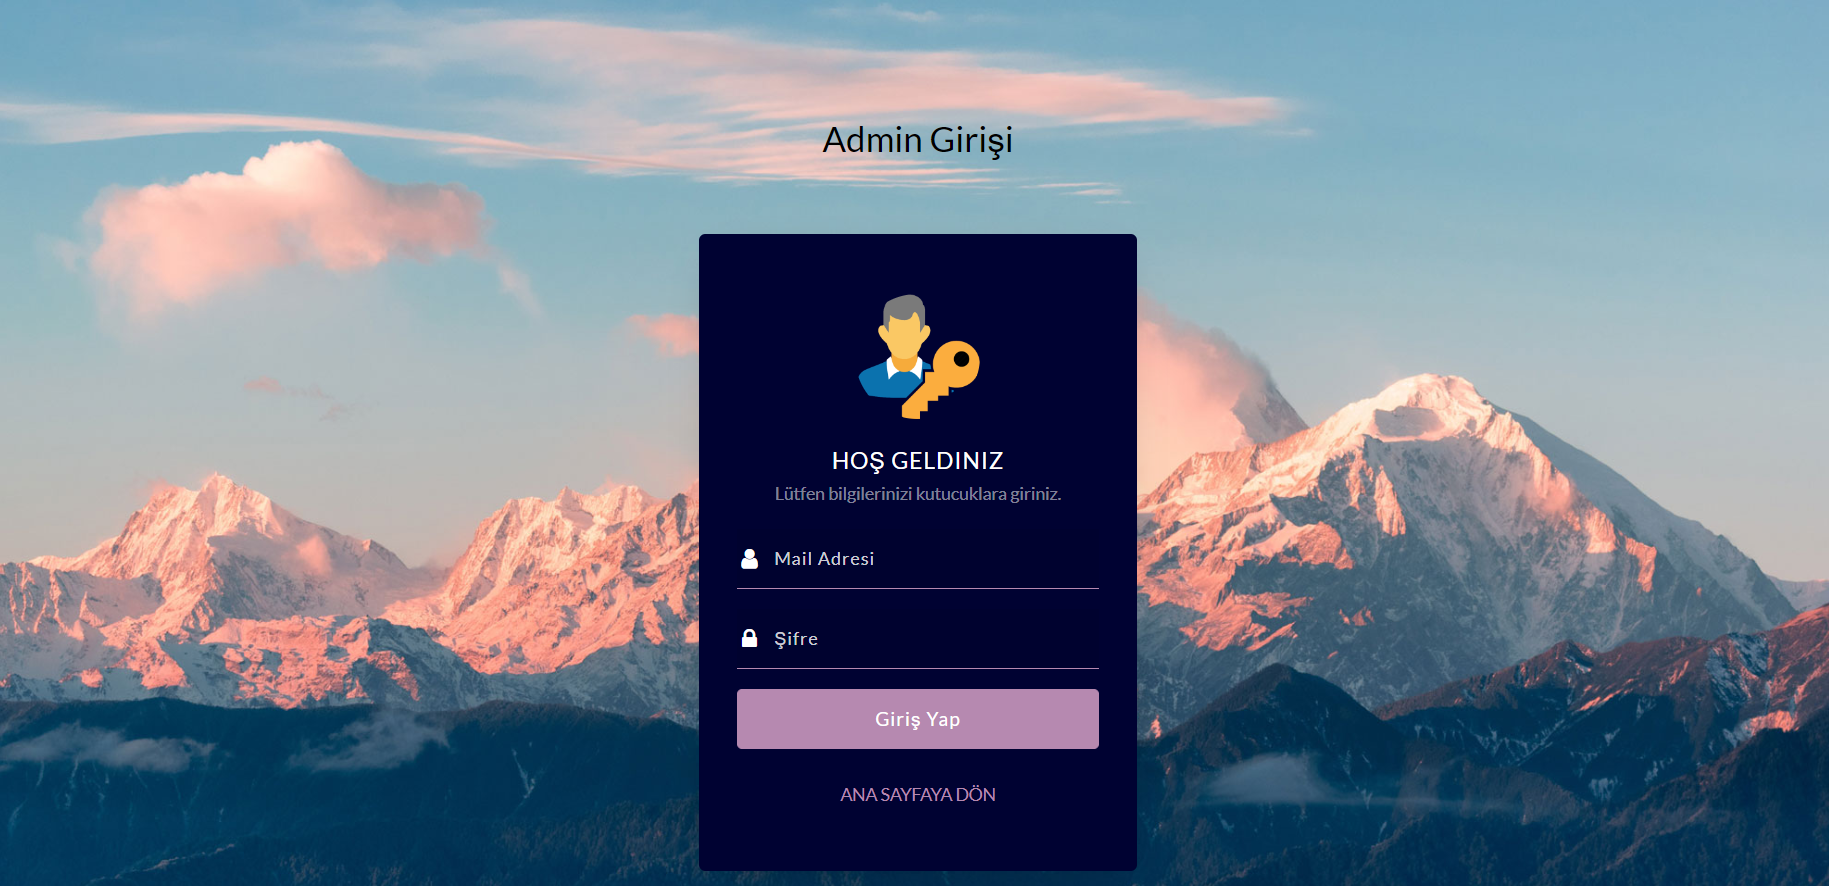 Admin Girişi
HOŞ GELDINIZ
Lütfen bilgilerinizi kutucuklara giriniz.
Mail Adresi
Şifre
Giriş Yap
ANA SAYFAYA DÖN